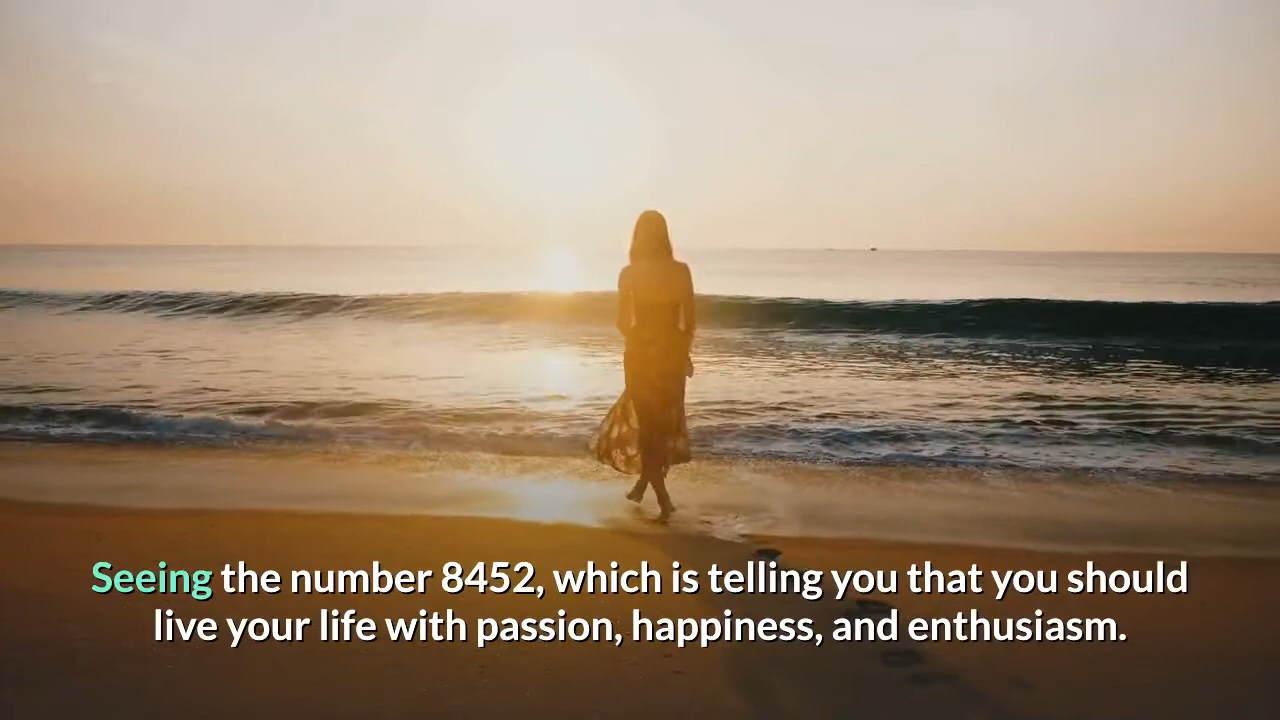 Seeing the number 8452, which is telling you that you should
live your life with passion, happiness, and enthusiasm.